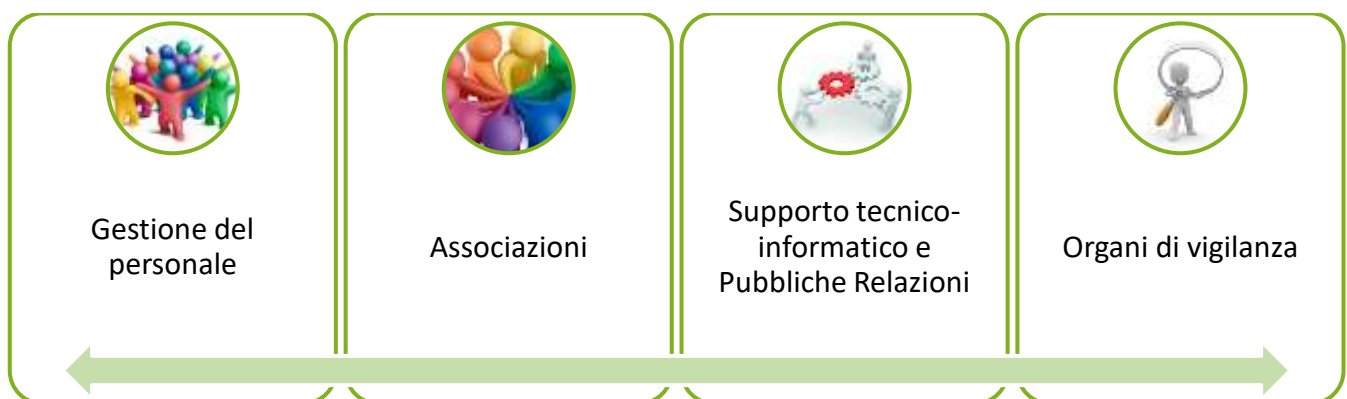 Gestione del
personale
Associazioni
Supporto tecnico-
informatico e
Pubbliche Relazioni
Organi di vigilanza